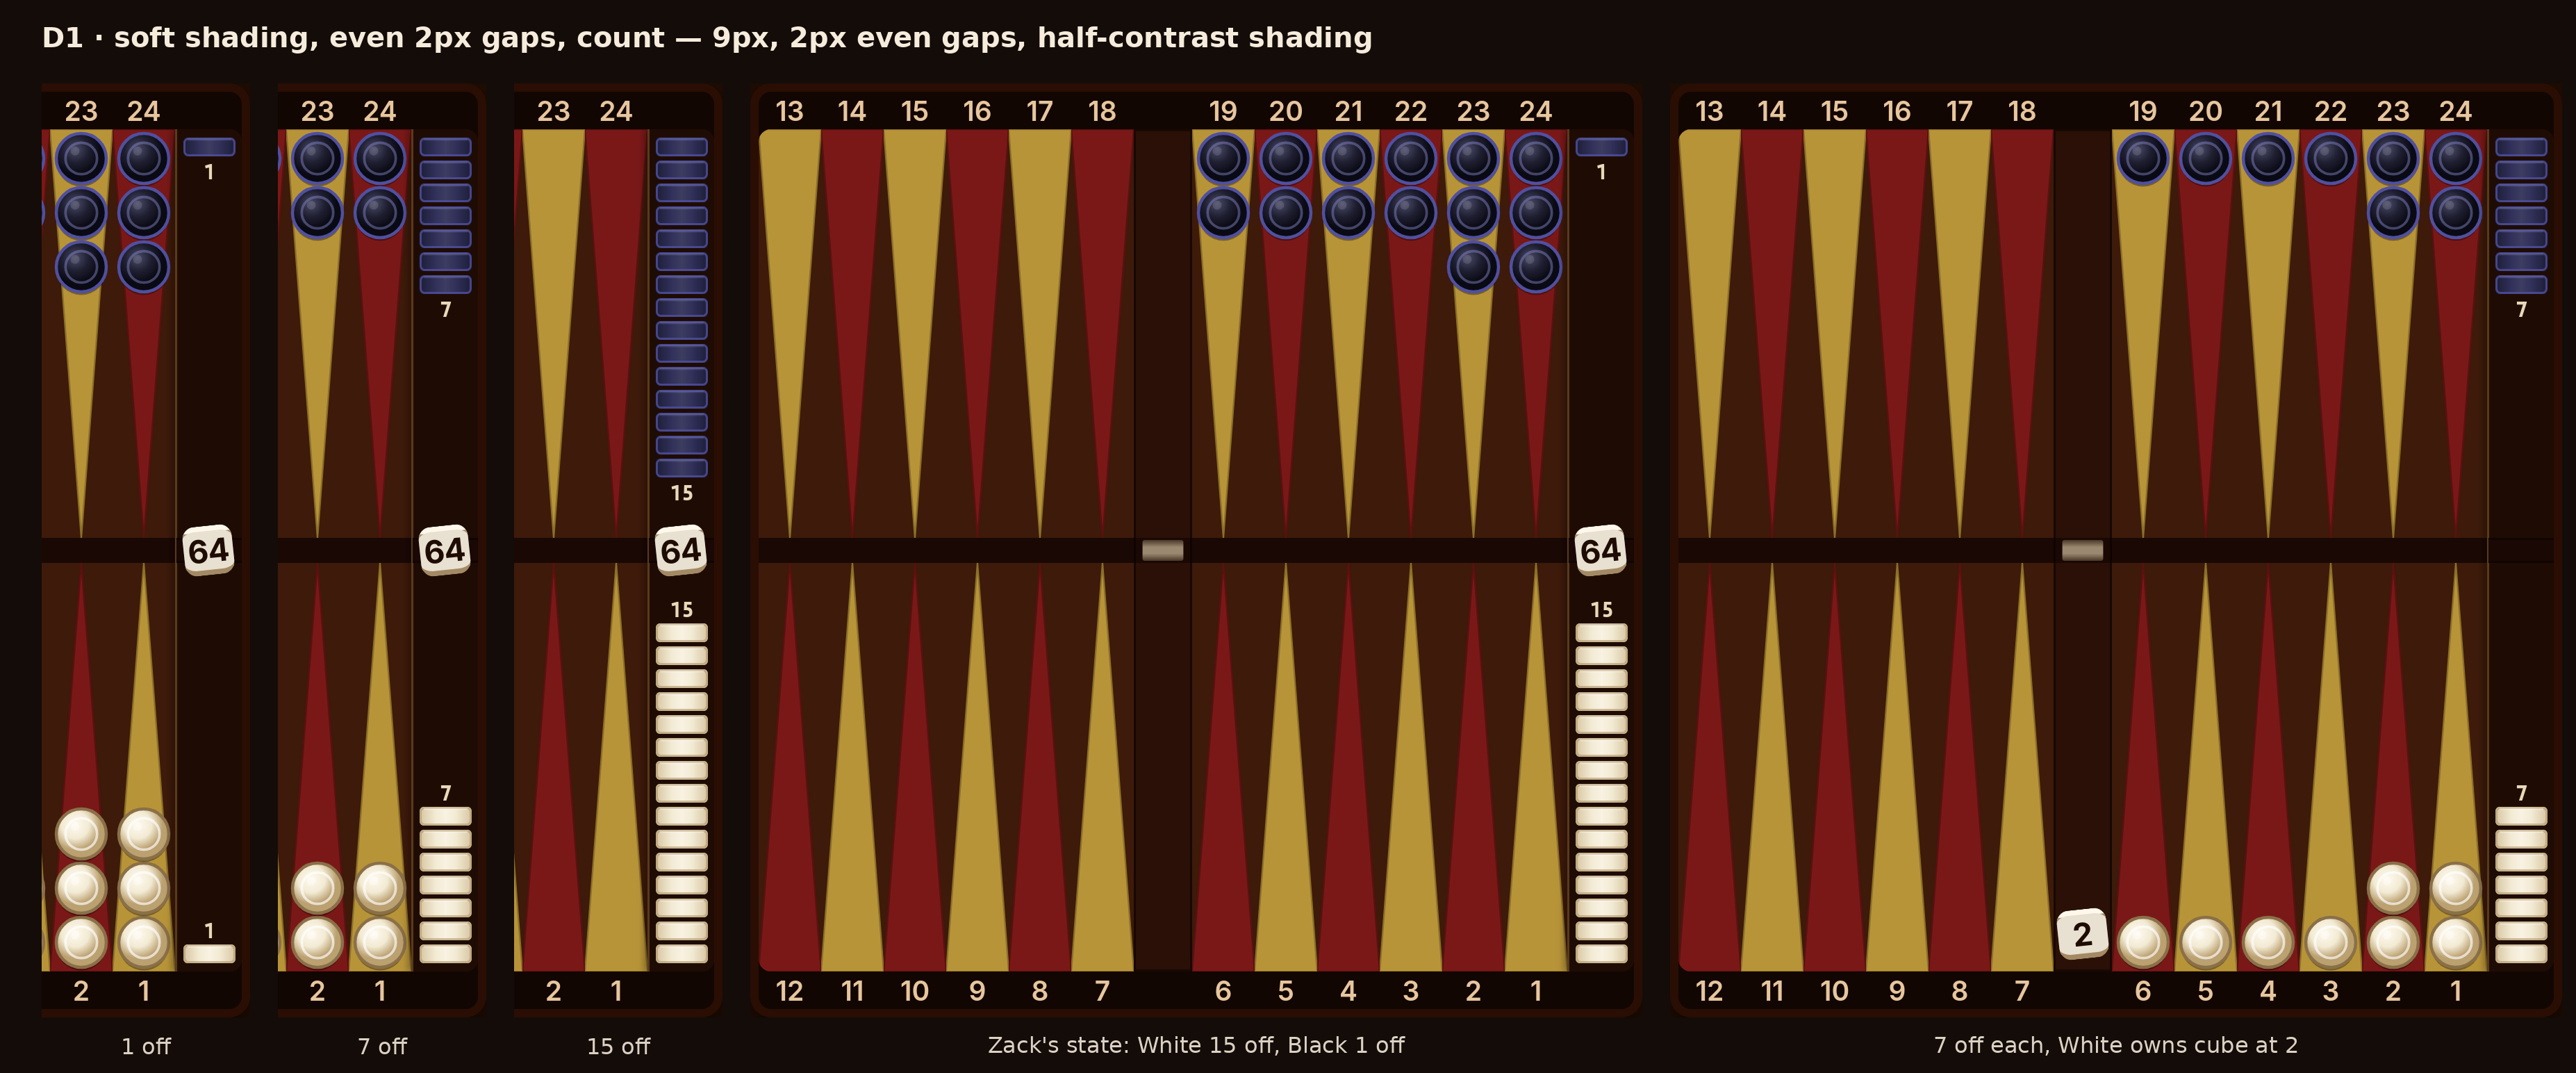 D1 · soft shading, even 2px gaps, count — 9px, 2px even gaps, half-contrast shading
23 24
1
64
1
2 1
1 off
23 24
7
64
7
2 1
7 off
23 24
15
64
15
2 1
15 off
13 14 15 16 17 18 19 20 21 22 23 24
1
64
15
12 11 10 9 8 7 6 5 4 3 2 1
Zack's state: White 15 off, Black 1 off
13 14 15 16 17 18 19 20 21 22 23 24
7
7
2
12 11 10 9 8 7 6 5 4 3 2 1
7 off each, White owns cube at 2